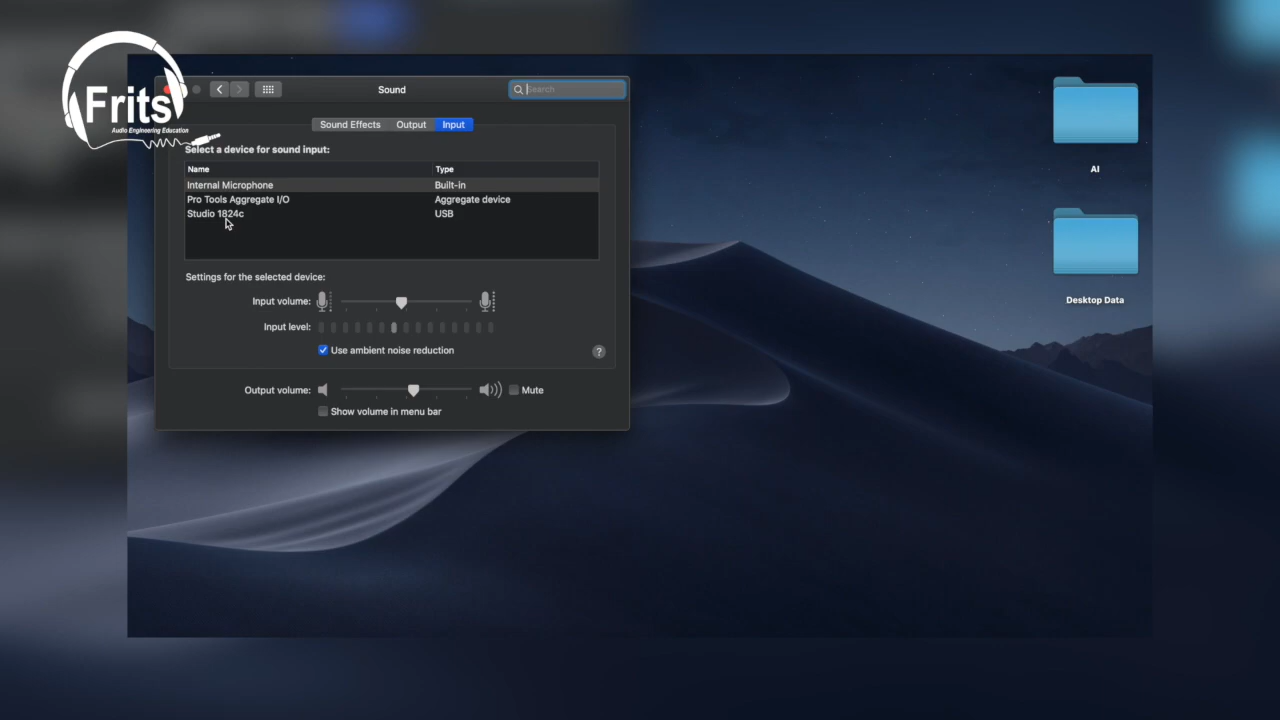 Frits
Audio Engineering Education
Sound
Search
Sound Effects Output Input
Select a device for sound input:
Name Type
Internal Microphone Built-in
Pro Tools Aggregate I/O Aggregate device
Studio 1824c USB
Settings for the selected device:
Input volume:
Input level:
Use ambient noise reduction ?
Output volume: Mute
Show volume in menu bar
AI
Desktop Data